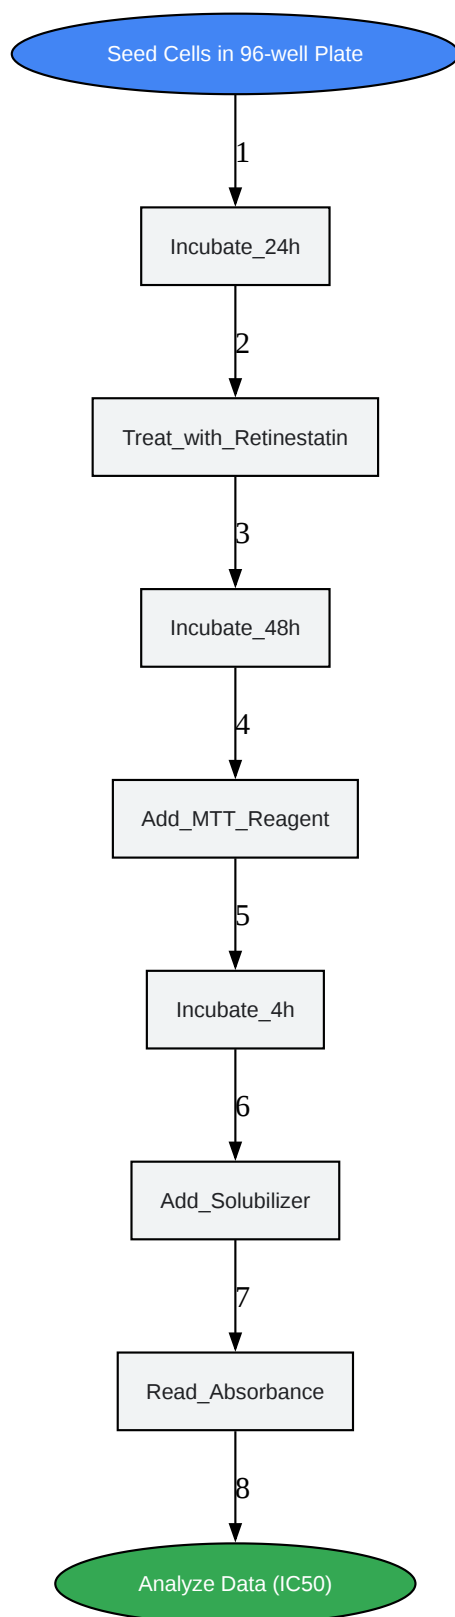 Seed Cells in 96-well Plate
1
Incubate_24h
2
Treat_with_Retinestatin
3
Incubate_48h
4
Add_MTT_Reagent
5
Incubate_4h
6
Add_Solubilizer
7
Read_Absorbance
8
Analyze Data (IC50)